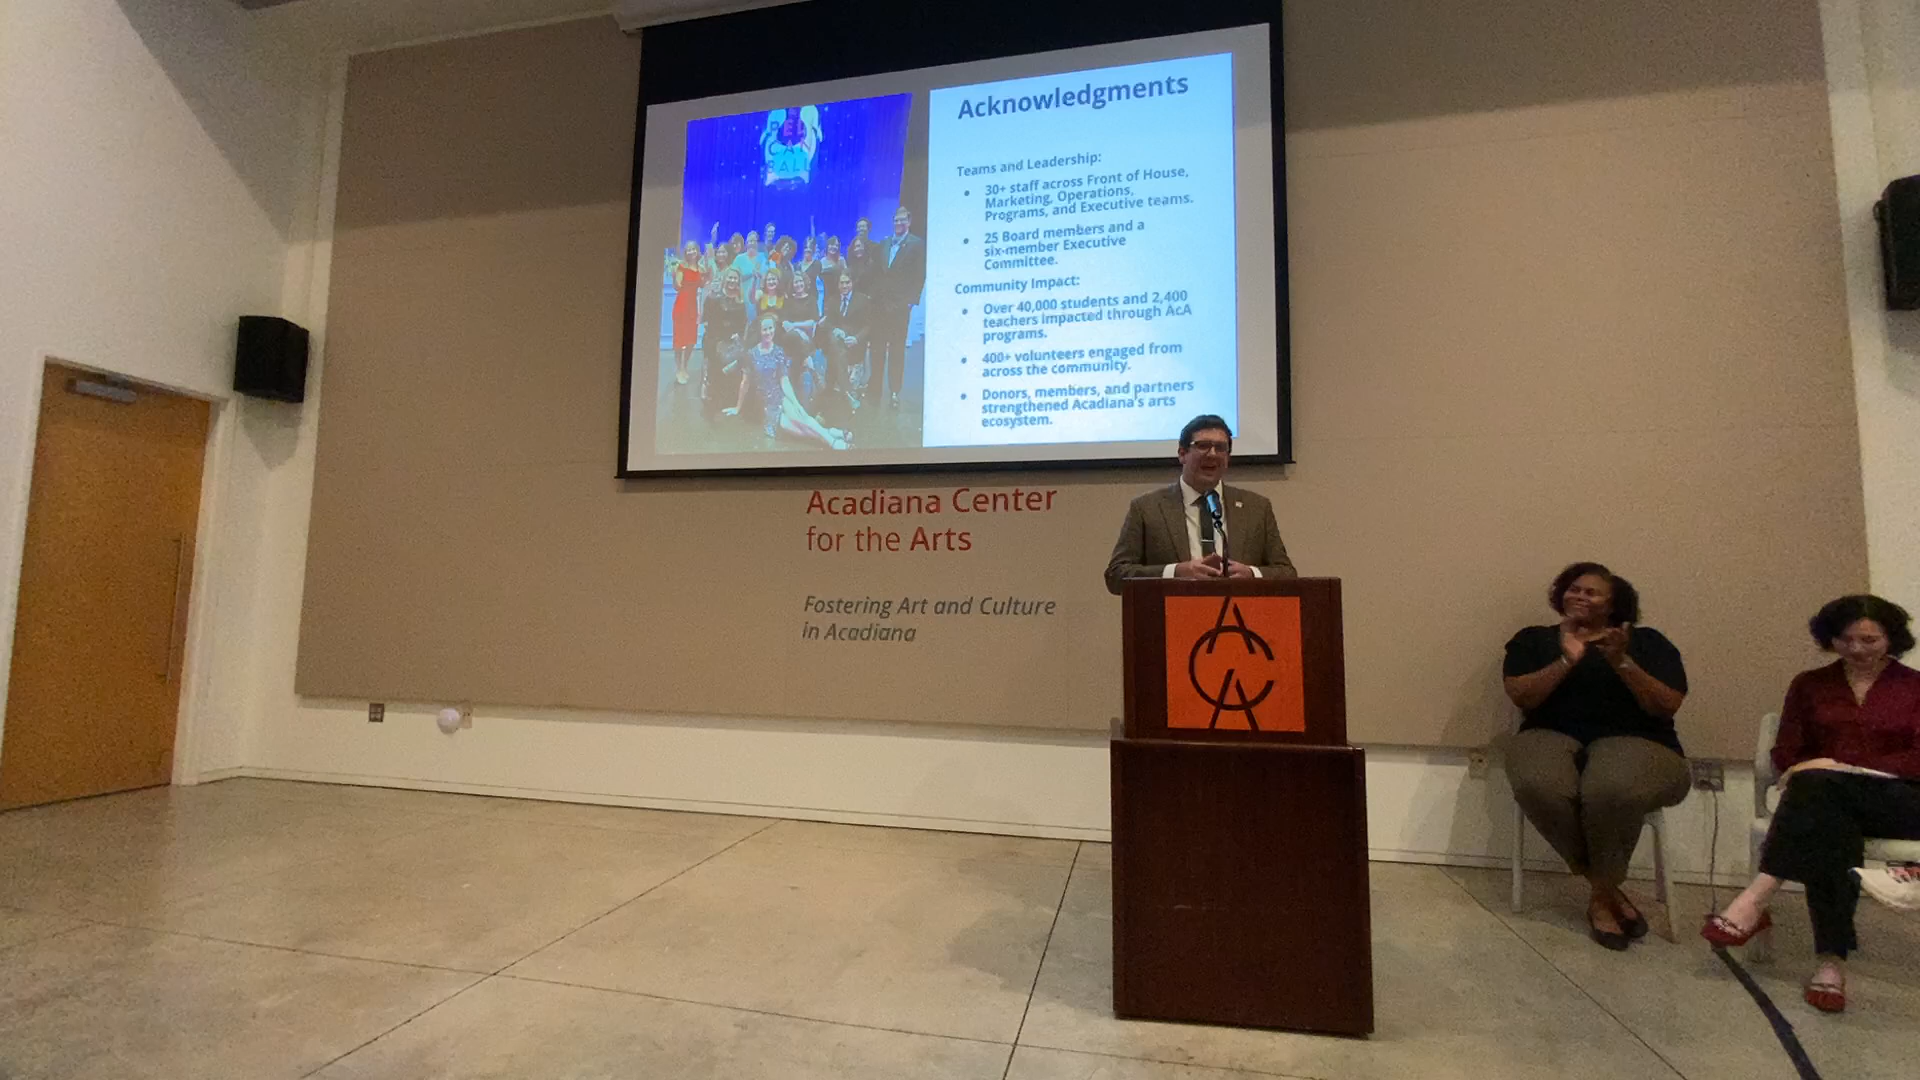 PEL
CAN
BALL
Acknowledgments
Teams and Leadership:
• 30+ staff across Front of House,
Marketing, Operations,
Programs, and Executive teams.
• 25 Board members and a
six-member Executive
Committee.
Community Impact:
• Over 40,000 students and 2,400
teachers impacted through AcA
programs.
• 400+ volunteers engaged from
across the community.
• Donors, members, and partners
strengthened Acadiana's arts
ecosystem.
Acadiana Center
for the Arts
Fostering Art and Culture
in Acadiana
A
C
A